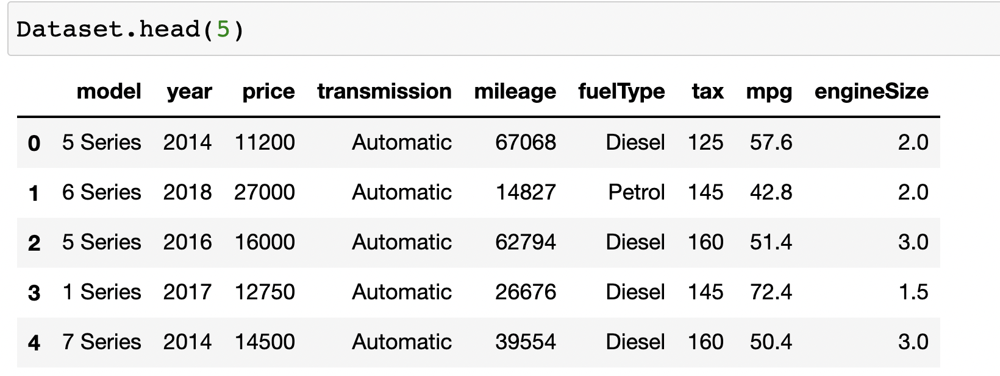 Dataset.head(5)
model year price transmission mileage fuelType tax mpg engineSize
0 5 Series 2014 11200 Automatic 67068 Diesel 125 57.6 2.0
1 6 Series 2018 27000 Automatic 14827 Petrol 145 42.8 2.0
2 5 Series 2016 16000 Automatic 62794 Diesel 160 51.4 3.0
3 1 Series 2017 12750 Automatic 26676 Diesel 145 72.4 1.5
4 7 Series 2014 14500 Automatic 39554 Diesel 160 50.4 3.0